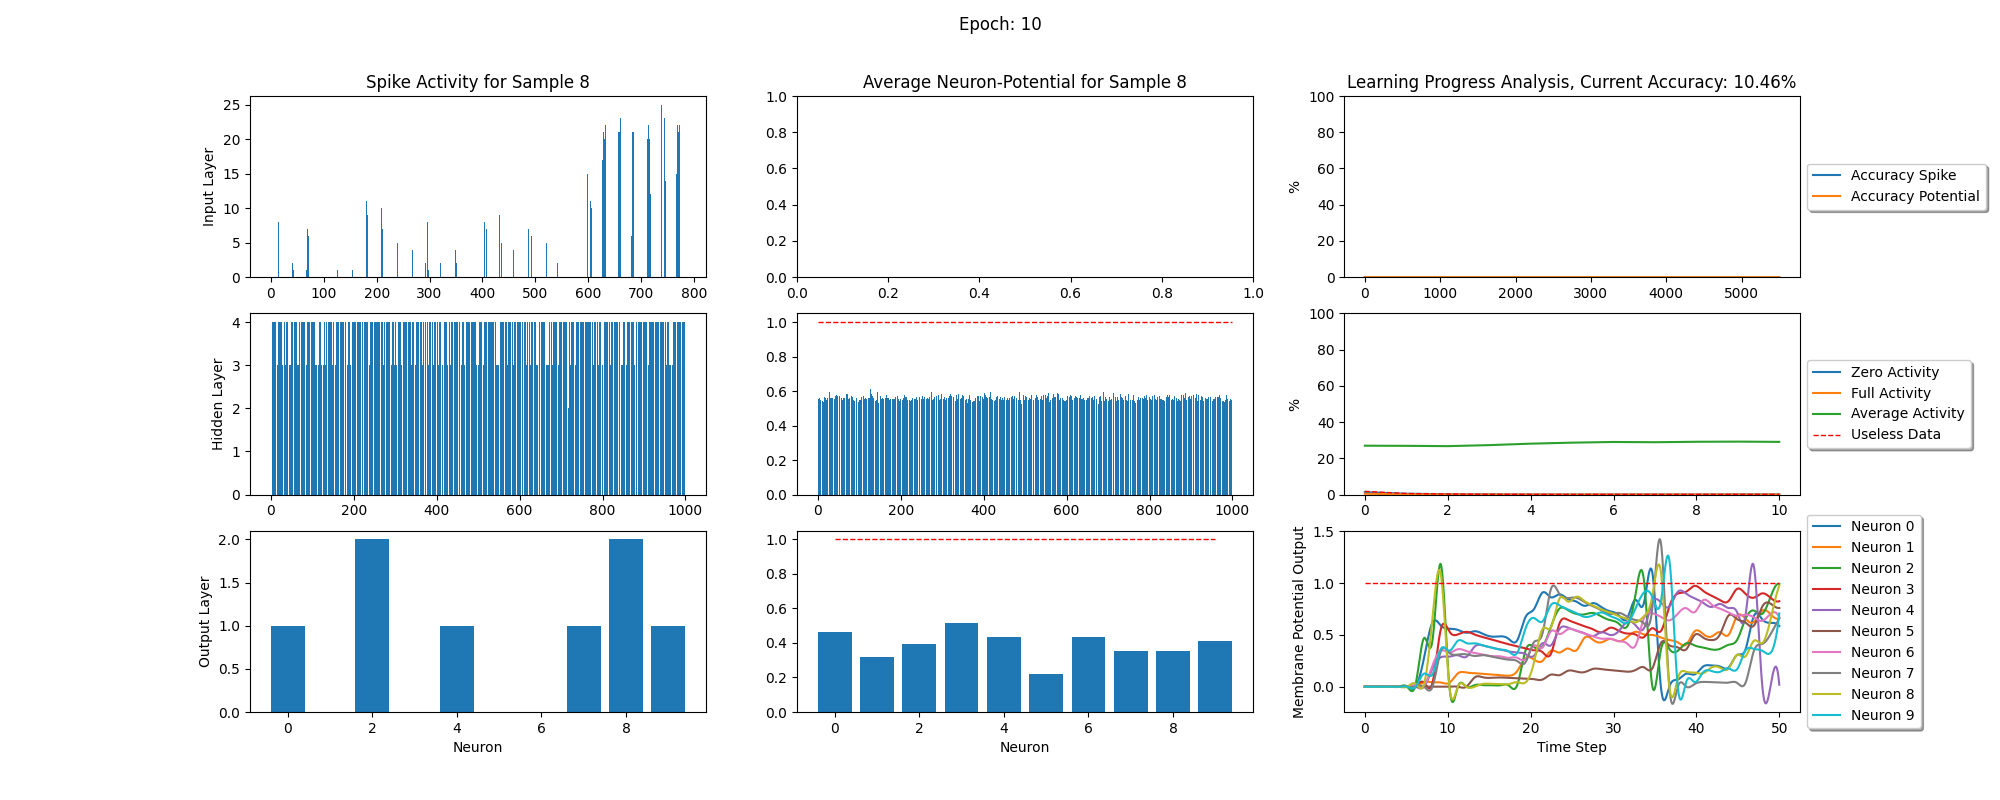 Epoch: 10
Spike Activity for Sample 8
Average Neuron-Potential for Sample 8
Learning Progress Analysis, Current Accuracy: 10.46%
Input Layer
25
20
15
10
5
0
0 100 200 300 400 500 600 700 800
1.0
0.8
0.6
0.4
0.2
0.0
0.0 0.2 0.4 0.6 0.8 1.0
%
100
80
60
40
20
0
0 1000 2000 3000 4000 5000
Accuracy Spike
Accuracy Potential
Hidden Layer
4
3
2
1
0
0 200 400 600 800 1000
1.0
0.8
0.6
0.4
0.2
0.0
0 200 400 600 800 1000
%
100
80
60
40
20
0
0 2 4 6 8 10
Zero Activity
Full Activity
Average Activity
Useless Data
Output Layer
2.0
1.5
1.0
0.5
0.0
0 2 4 6 8
Neuron
1.0
0.8
0.6
0.4
0.2
0.0
0 2 4 6 8
Neuron
Membrane Potential Output
1.5
1.0
0.5
0.0
0 10 20 30 40 50
Time Step
Neuron 0
Neuron 1
Neuron 2
Neuron 3
Neuron 4
Neuron 5
Neuron 6
Neuron 7
Neuron 8
Neuron 9